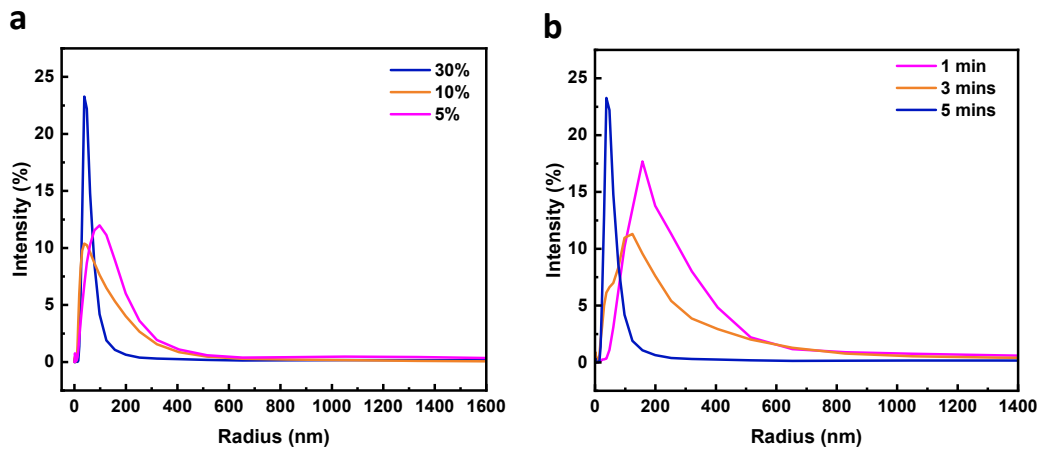 a
30%
10%
5%
25
20
15
10
5
0
Intensity (%)
0 200 400 600 800 1000 1200 1400 1600
Radius (nm)
b
1 min
3 mins
5 mins
25
20
15
10
5
0
Intensity (%)
0 200 400 600 800 1000 1200 1400
Radius (nm)